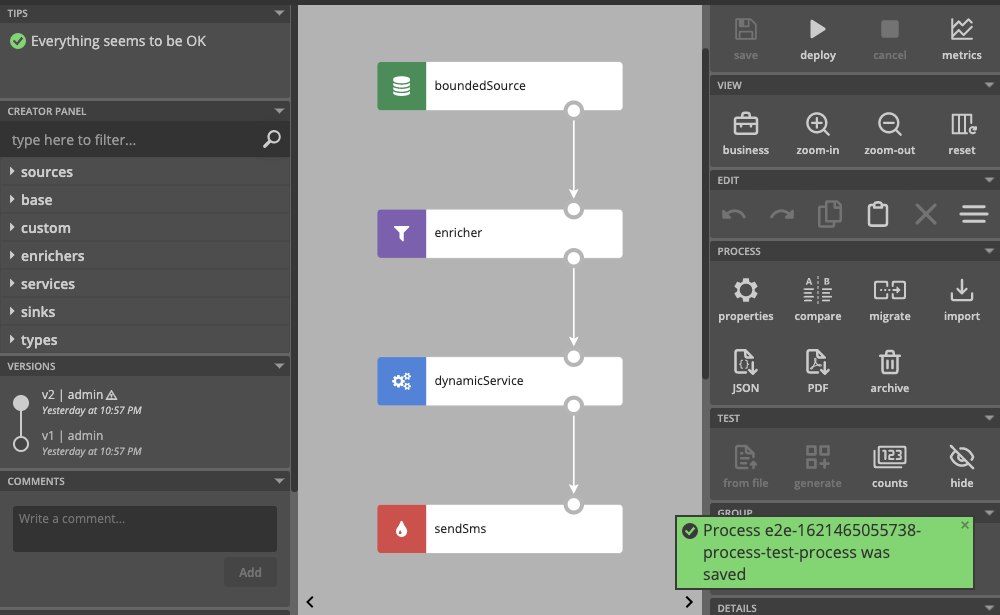 TIPS
Everything seems to be OK
CREATOR PANEL
type here to filter...
sources
base
custom
enrichers
services
sinks
types
VERSIONS
v2 | admin
Yesterday at 10:57 PM
v1 | admin
Yesterday at 10:57 PM
COMMENTS
Write a comment...
Add
boundedSource
enricher
dynamicService
sendSms
save deploy cancel metrics
VIEW
business zoom-in zoom-out reset
EDIT
PROCESS
A B
properties compare migrate import
JSON PDF archive
TEST
123
from file generate counts hide
GROUP
Process e2e-1621465055738-
process-test-process was
saved
×
DETAILS